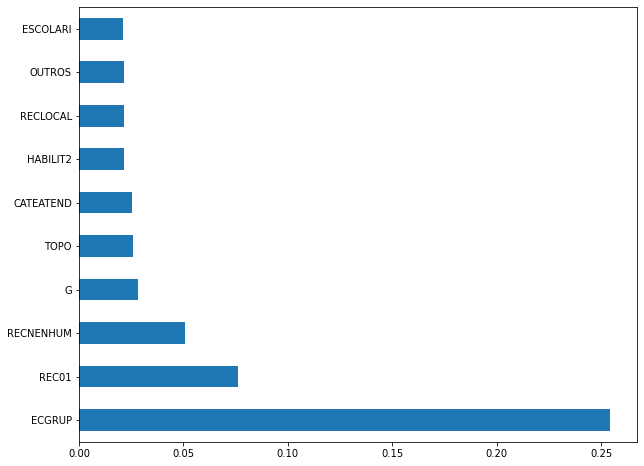 ESCOLARI
OUTROS
RECLOCAL
HABILIT2
CATEATEND
TOPO
G
RECNENHUM
REC01
ECGRUP
0.00 0.05 0.10 0.15 0.20 0.25